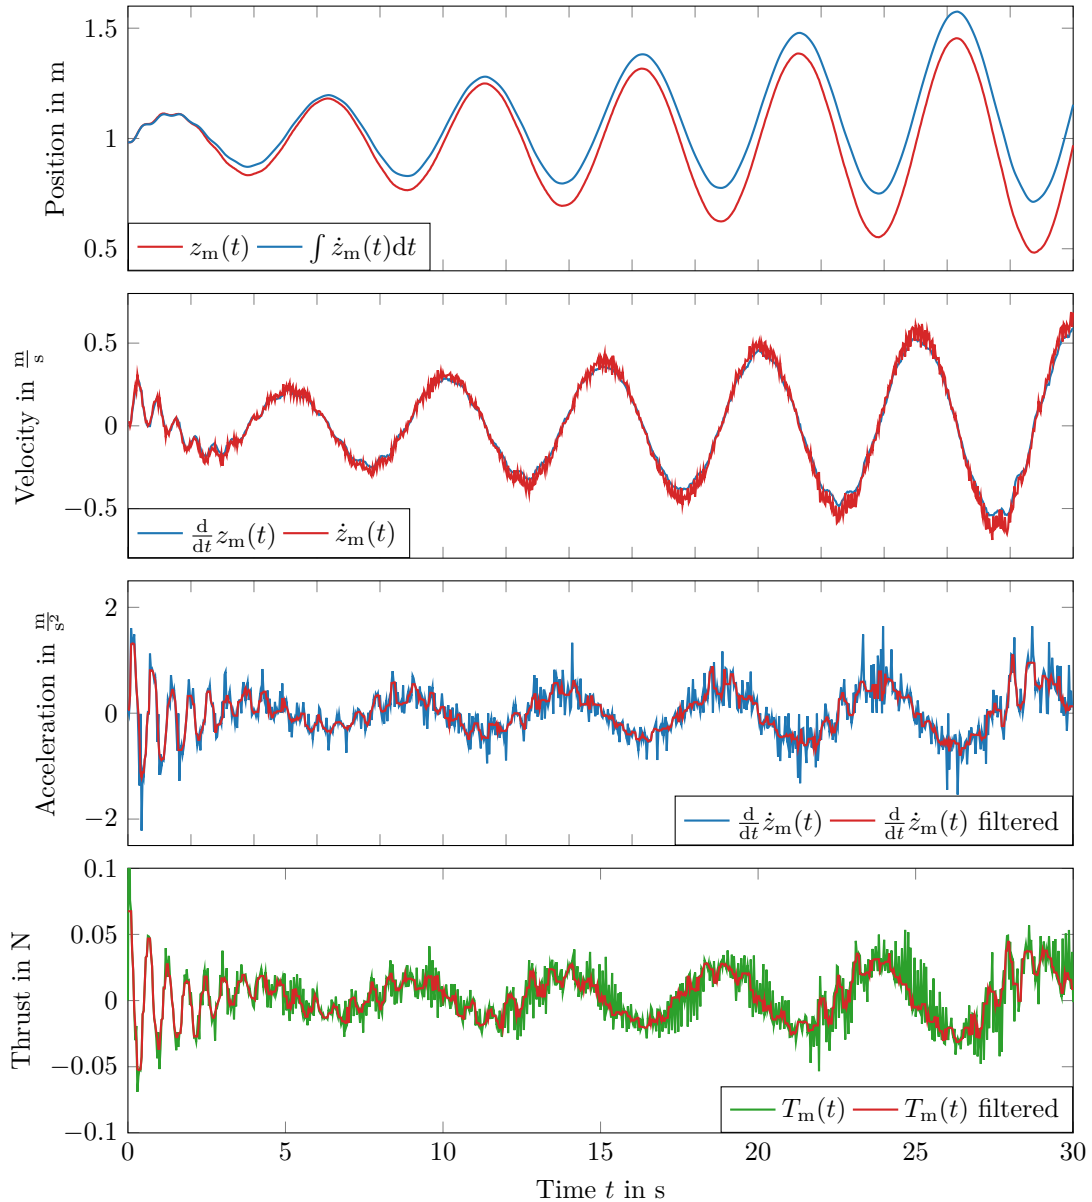 1.5
1
0.5
Position in m
z_m(t) ∫ ż_m(t)dt
0.5
0
−0.5
Velocity in m/s
d/dt z_m(t) ż_m(t)
2
0
−2
Acceleration in m/s²
d/dt ż_m(t) d/dt ż_m(t) filtered
0.1
0.05
0
−0.05
−0.1
Thrust in N
T_m(t) T_m(t) filtered
0 5 10 15 20 25 30
Time t in s